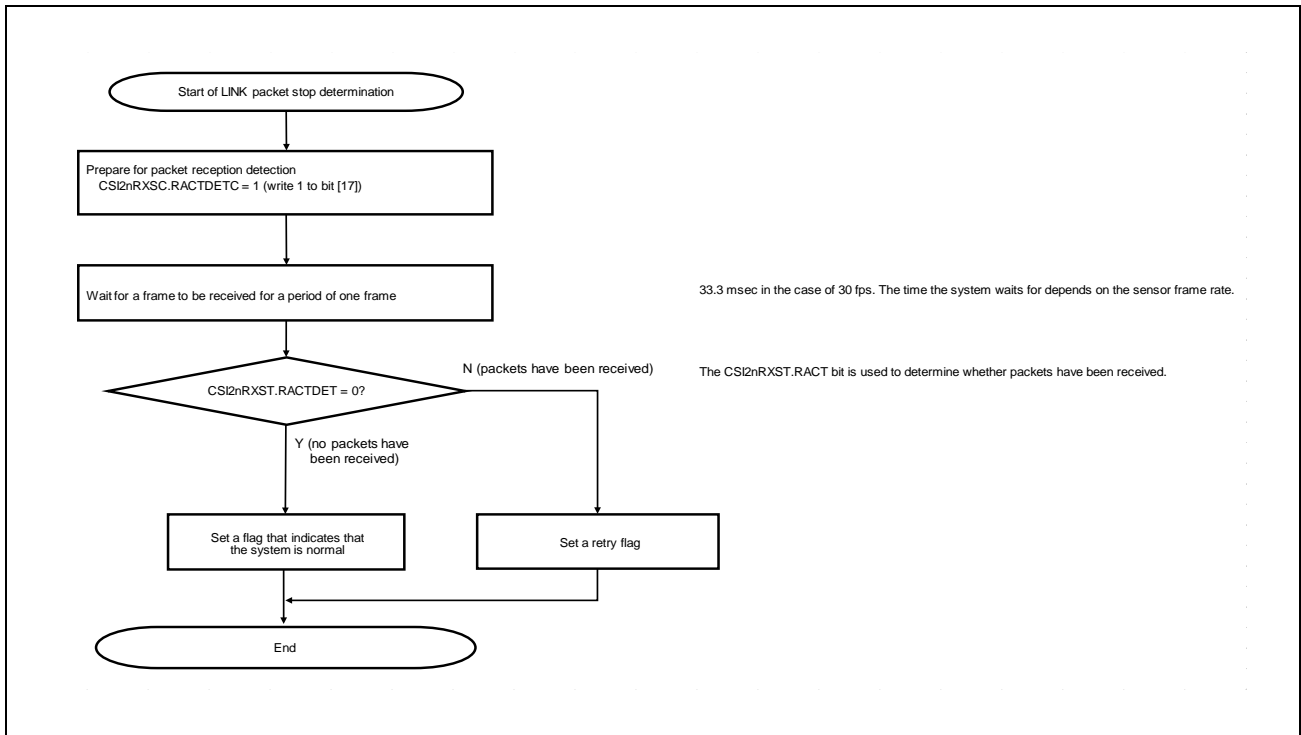 Start of LINK packet stop determination
Prepare for packet reception detection
CSI2nRXSC.RACTDETC = 1 (write 1 to bit [17])
Wait for a frame to be received for a period of one frame
33.3 msec in the case of 30 fps. The time the system waits for depends on the sensor frame rate.
N (packets have been received)
The CSI2nRXST.RACT bit is used to determine whether packets have been received.
CSI2nRXST.RACTDET = 0?
Y (no packets have
been received)
Set a flag that indicates that
the system is normal
Set a retry flag
End